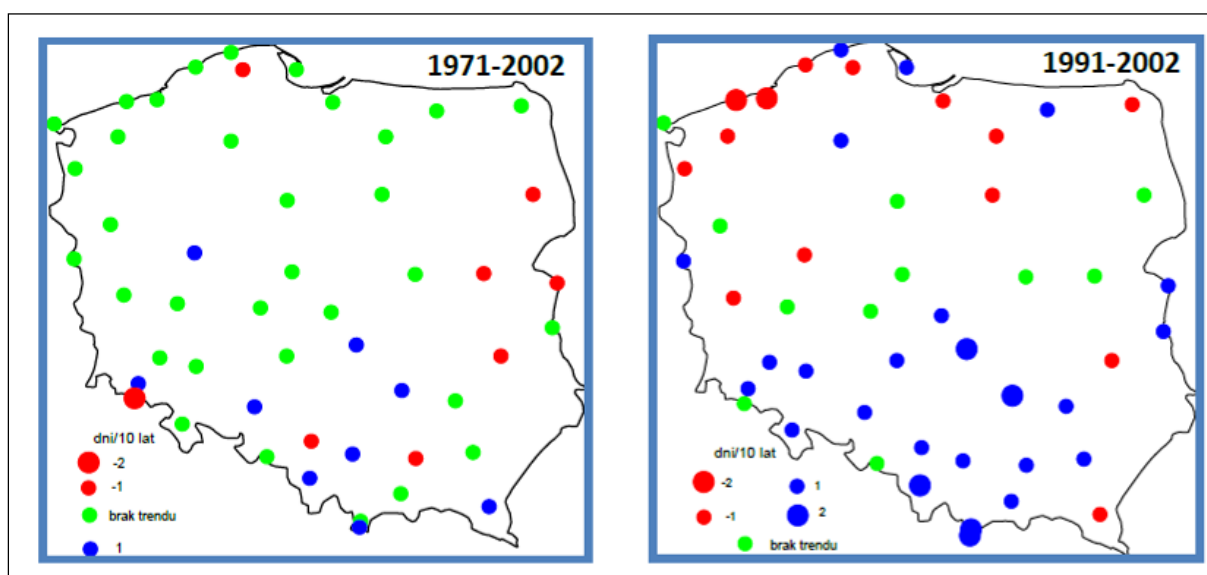 1971-2002
dni/10 lat
-2
-1
brak trendu
1
1991-2002
dni/10 lat
-2
1
-1
2
brak trendu